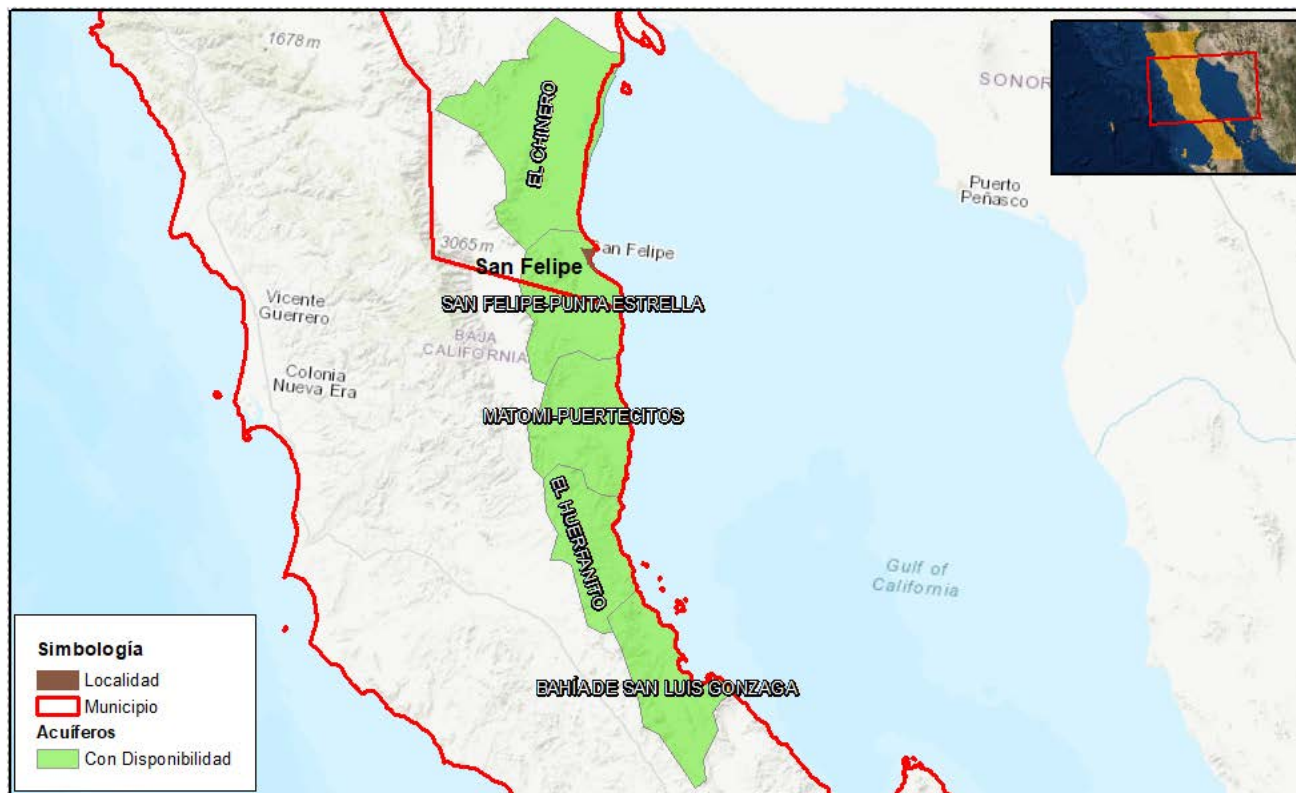 1678 m
SONOR
EL CHINERO
Puerto
Peñasco
3065 m
San Felipe
San Felipe
SAN FELIPE-PUNTA ESTRELLA
Vicente
Guerrero
BAJA
CALIFORNIA
Colonia
Nueva Era
MATOMI-PUERTECITOS
EL HUERFANITO
Gulf of
California
BAHÍA DE SAN LUIS GONZAGA
Simbología
Localidad
Municipio
Acuíferos
Con Disponibilidad